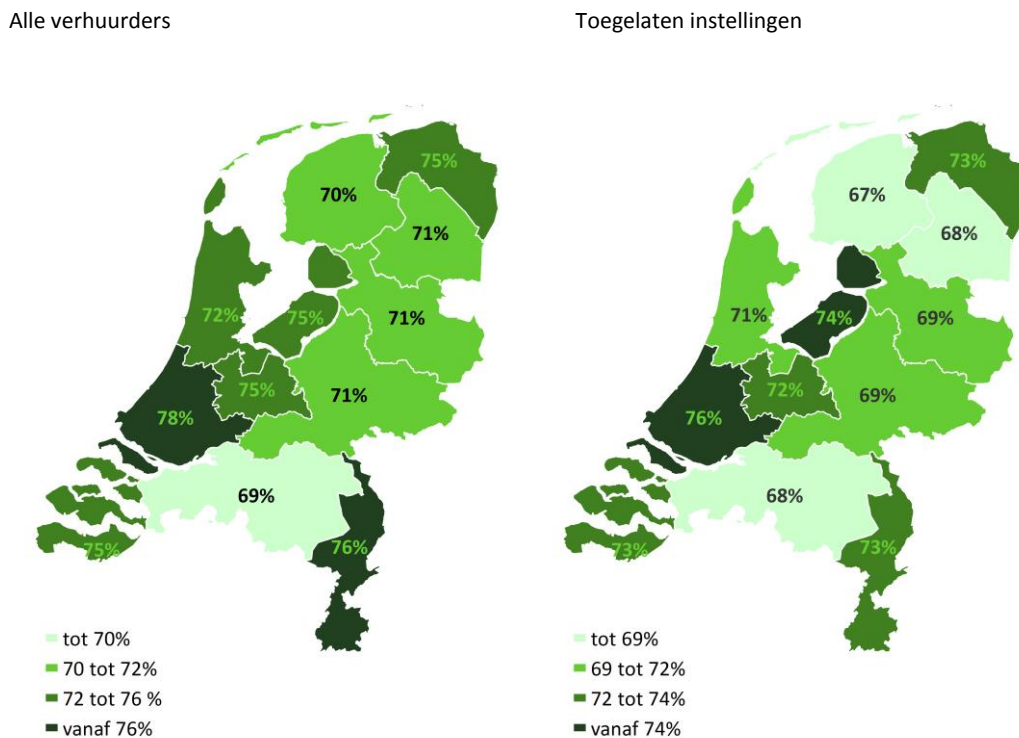 Alle verhuurders
75%
70%
71%
72%
75%
71%
75%
71%
78%
69%
76%
75%
tot 70%
70 tot 72%
72 tot 76 %
vanaf 76%
Toegelaten instellingen
73%
67%
68%
71%
74%
69%
72%
69%
76%
68%
73%
73%
tot 69%
69 tot 72%
72 tot 74%
vanaf 74%